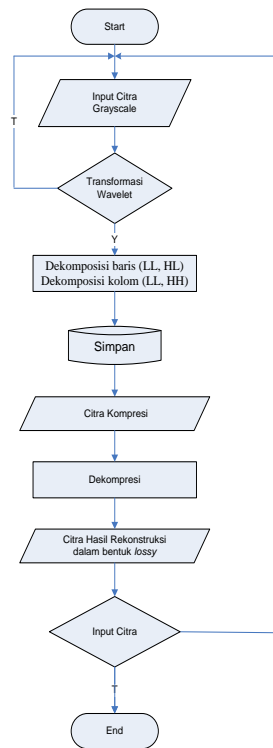 Start
Input Citra
Grayscale
T
Transformasi
Wavelet
Y
Dekomposisi baris (LL, HL)
Dekomposisi kolom (LL, HH)
Simpan
Citra Kompresi
Dekompresi
Citra Hasil Rekonstruksi
dalam bentuk lossy
Input Citra
T
End